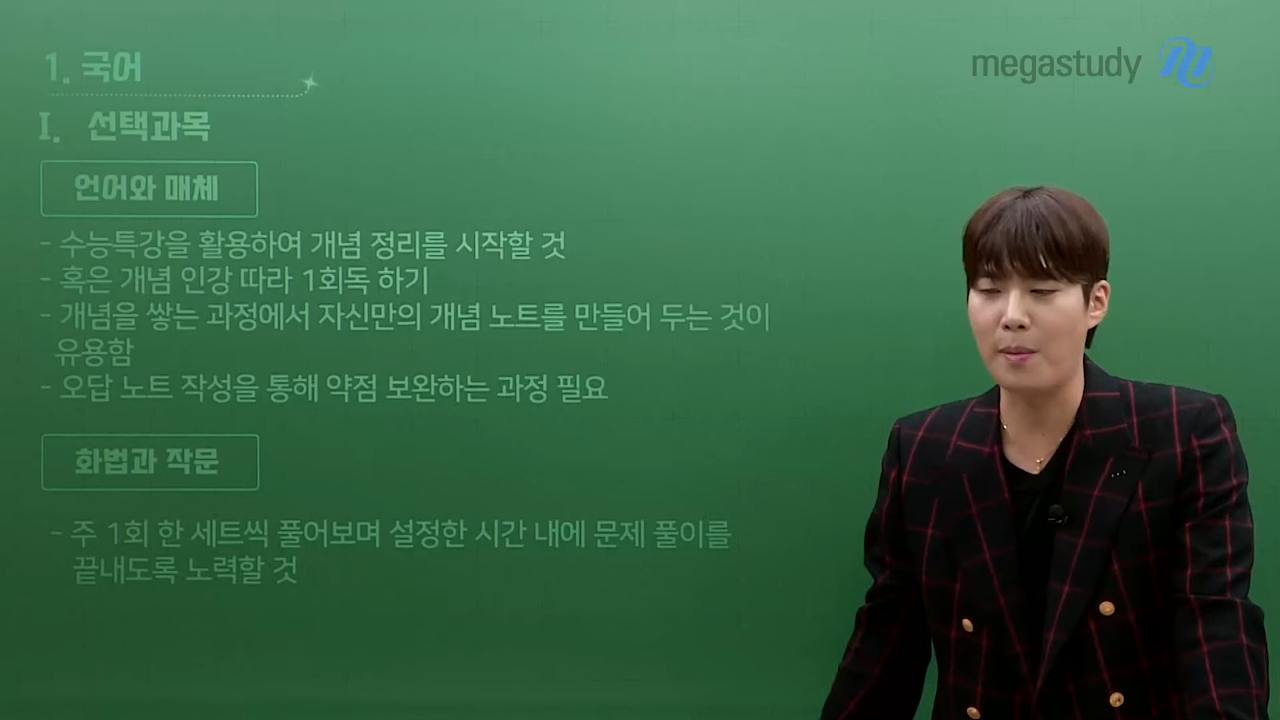 1. 국어
megastudy
I. 선택과목
언어와 매체
- 수능특강을 활용하여 개념 정리를 시작할 것
- 혹은 개념 인강 따라 1회독 하기
- 개념을 쌓는 과정에서 자신만의 개념 노트를 만들어 두는 것이
유용함
- 오답 노트 작성을 통해 약점 보완하는 과정 필요
화법과 작문
- 주 1회 한 세트씩 풀어보며 설정한 시간 내에 문제 풀이를
끝내도록 노력할 것